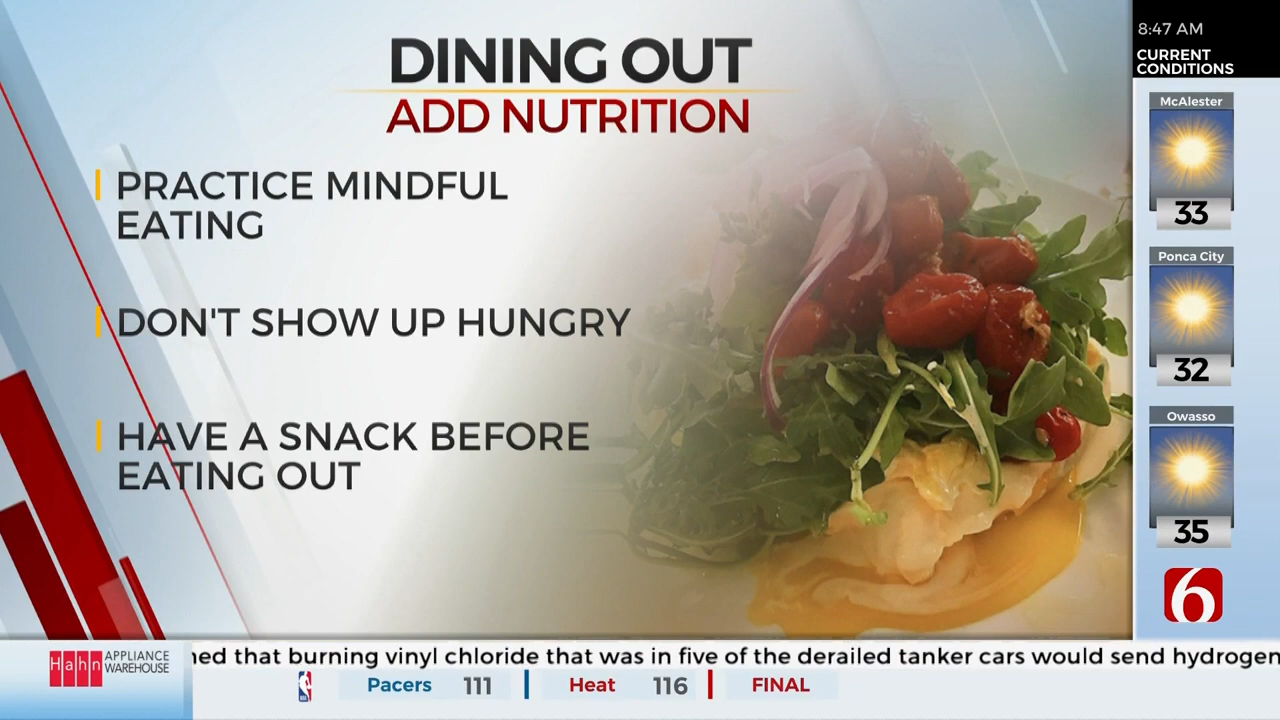 DINING OUT
ADD NUTRITION
PRACTICE MINDFUL
EATING
DON'T SHOW UP HUNGRY
HAVE A SNACK BEFORE
EATING OUT
8:47 AM
CURRENT
CONDITIONS
McAlester
33
Ponca City
32
Owasso
35
6
Hahn APPLIANCE
WAREHOUSE
ned that burning vinyl chloride that was in five of the derailed tanker cars would send hydrogen
NBA Pacers 111 Heat 116 FINAL